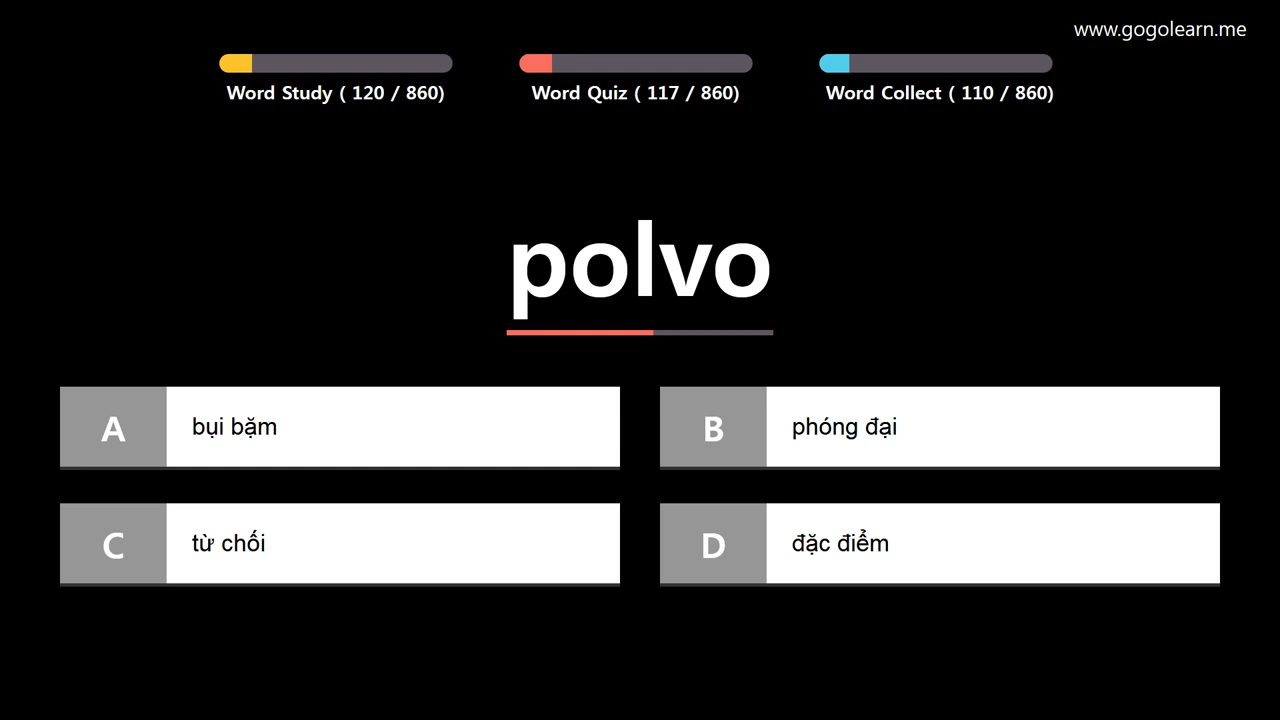 www.gogolearn.me
Word Study ( 120 / 860)
Word Quiz ( 117 / 860)
Word Collect ( 110 / 860)
polvo
A
bụi bặm
B
phóng đại
C
từ chối
D
đặc điểm